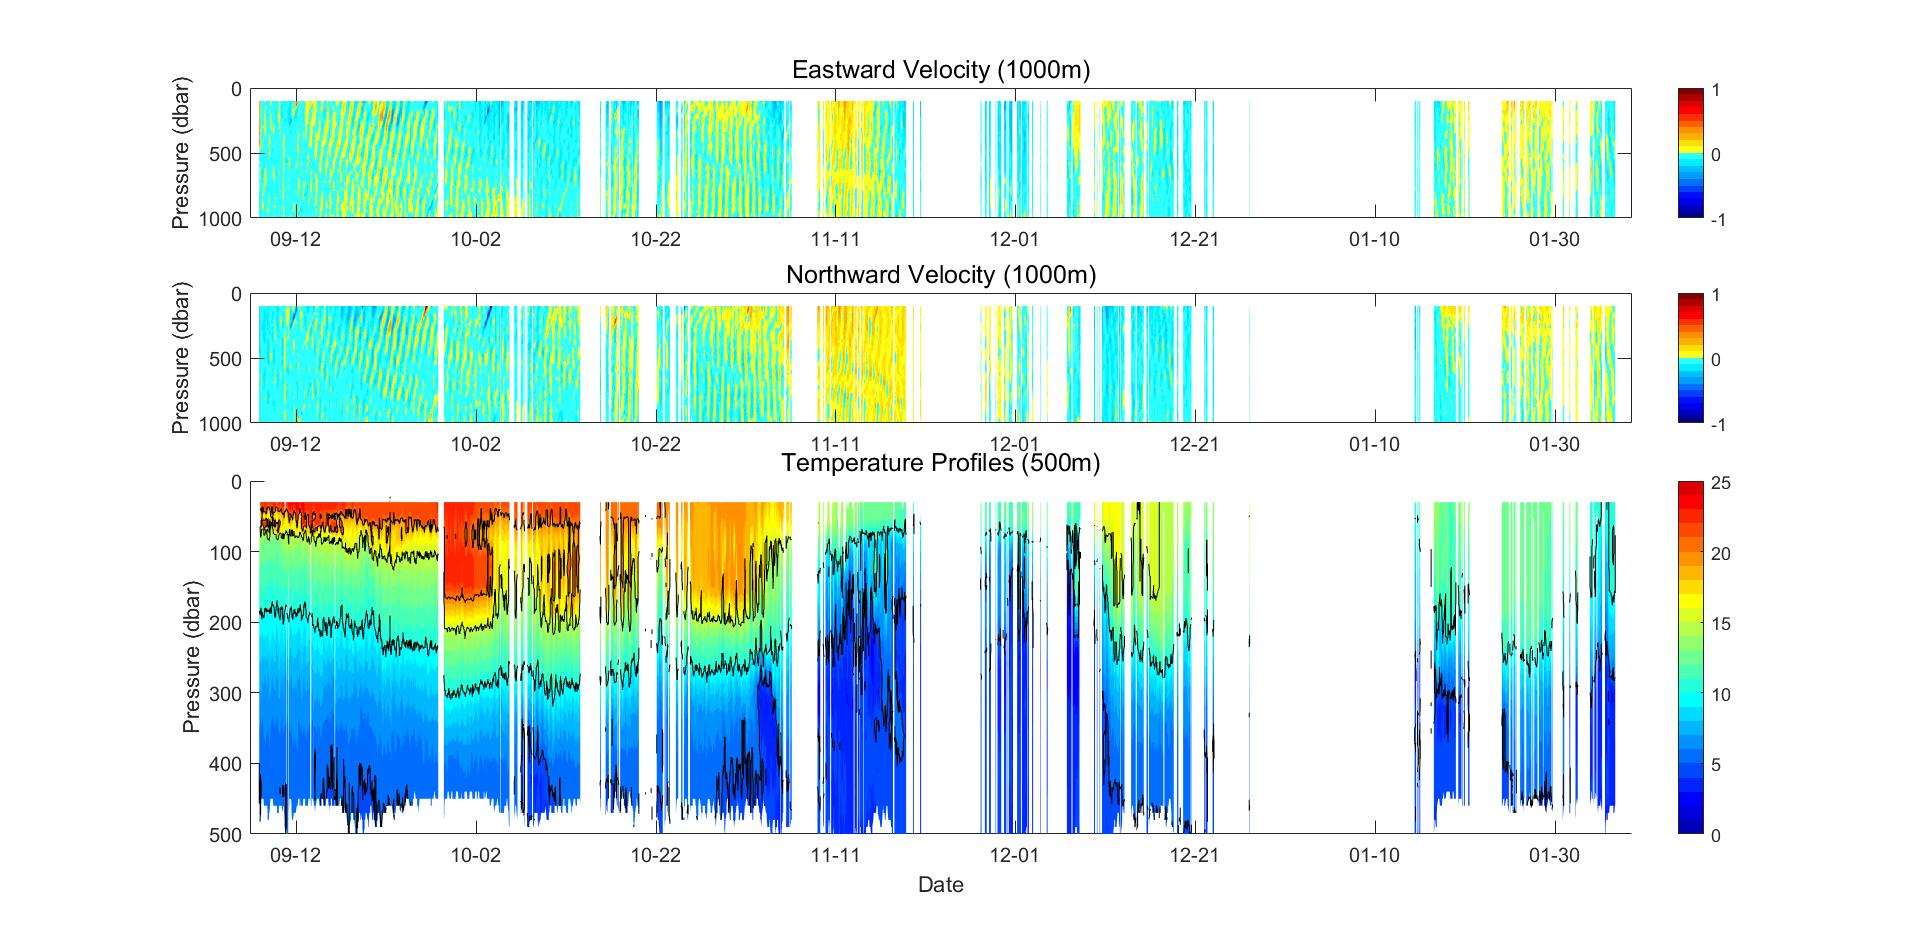 Eastward Velocity (1000m)
Pressure (dbar)
0
500
1000
09-12 10-02 10-22 11-11 12-01 12-21 01-10 01-30
1
0
-1
Northward Velocity (1000m)
Pressure (dbar)
0
500
1000
09-12 10-02 10-22 11-11 12-01 12-21 01-10 01-30
1
0
-1
Temperature Profiles (500m)
Pressure (dbar)
0
100
200
300
400
500
09-12 10-02 10-22 11-11 12-01 12-21 01-10 01-30
Date
25
20
15
10
5
0